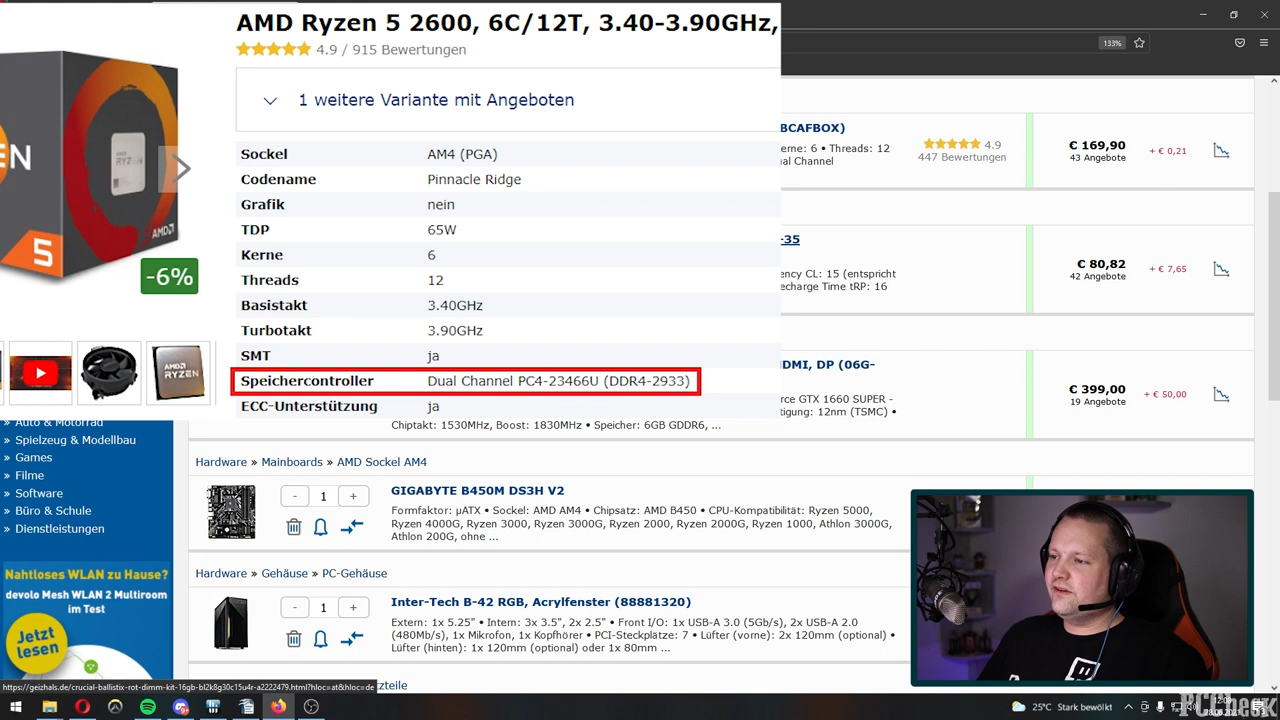 AMD Ryzen 5 2600, 6C/12T, 3.40-3.90GHz,
4.9 / 915 Bewertungen
1 weitere Variante mit Angeboten
Sockel AM4 (PGA)
Codename Pinnacle Ridge
Grafik nein
TDP 65W
Kerne 6
Threads 12
Basistakt 3.40GHz
Turbotakt 3.90GHz
SMT ja
Speichercontroller Dual Channel PC4-23466U (DDR4-2933)
ECC-Unterstützung ja
EN
RYZEN
AMD
5
-6%
AMD
RYZEN
133%
BCAFBOX)
erne: 6 • Threads: 12
al Channel
4.9
447 Bewertungen
€ 169,90
43 Angebote
+ € 0,21
-35
ency CL: 15 (entspricht
echarge Time tRP: 16
€ 80,82
42 Angebote
+ € 7,65
HDMI, DP (06G-
rce GTX 1660 SUPER -
tigung: 12nm (TSMC) •
Chiptakt: 1530MHz, Boost: 1830MHz • Speicher: 6GB GDDR6, ...
€ 399,00
19 Angebote
+ € 50,00
» Auto & Motorrad
» Spielzeug & Modellbau
» Games
» Filme
» Software
» Büro & Schule
» Dienstleistungen
Hardware » Mainboards » AMD Sockel AM4
- 1 +
GIGABYTE B450M DS3H V2
Formfaktor: µATX • Sockel: AMD AM4 • Chipsatz: AMD B450 • CPU-Kompatibilität: Ryzen 5000,
Ryzen 4000G, Ryzen 3000, Ryzen 3000G, Ryzen 2000, Ryzen 2000G, Ryzen 1000, Athlon 3000G,
Athlon 200G, ohne ...
Hardware » Gehäuse » PC-Gehäuse
- 1 +
Inter-Tech B-42 RGB, Acrylfenster (88881320)
Extern: 1x 5.25" • Intern: 3x 3.5", 2x 2.5" • Front I/O: 1x USB-A 3.0 (5Gb/s), 2x USB-A 2.0
(480Mb/s), 1x Mikrofon, 1x Kopfhörer • PCI-Steckplätze: 7 • Lüfter (vorne): 2x 120mm (optional) •
Lüfter (hinten): 1x 120mm (optional) oder 1x 80mm ...
Nahtloses WLAN zu Hause?
devolo Mesh WLAN 2 Multiroom
im Test
Jetzt
lesen
https://geizhals.de/crucial-ballistix-rot-dimm-kit-16gb-bl2k8g30c15u4r-a2222479.html?hloc=at&hloc=de
tzteile
25°C Stark bewölkt
PCCheck